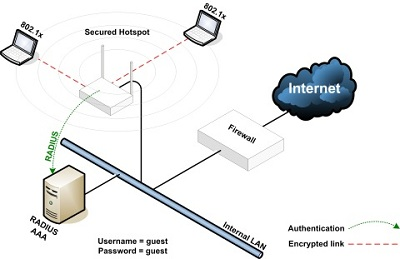 802.1x
Secured Hotspot
802.1x
Internet
Firewall
RADIUS
RADIUS
AAA
Internal LAN
Username = guest
Password = guest
Authentication
Encrypted link